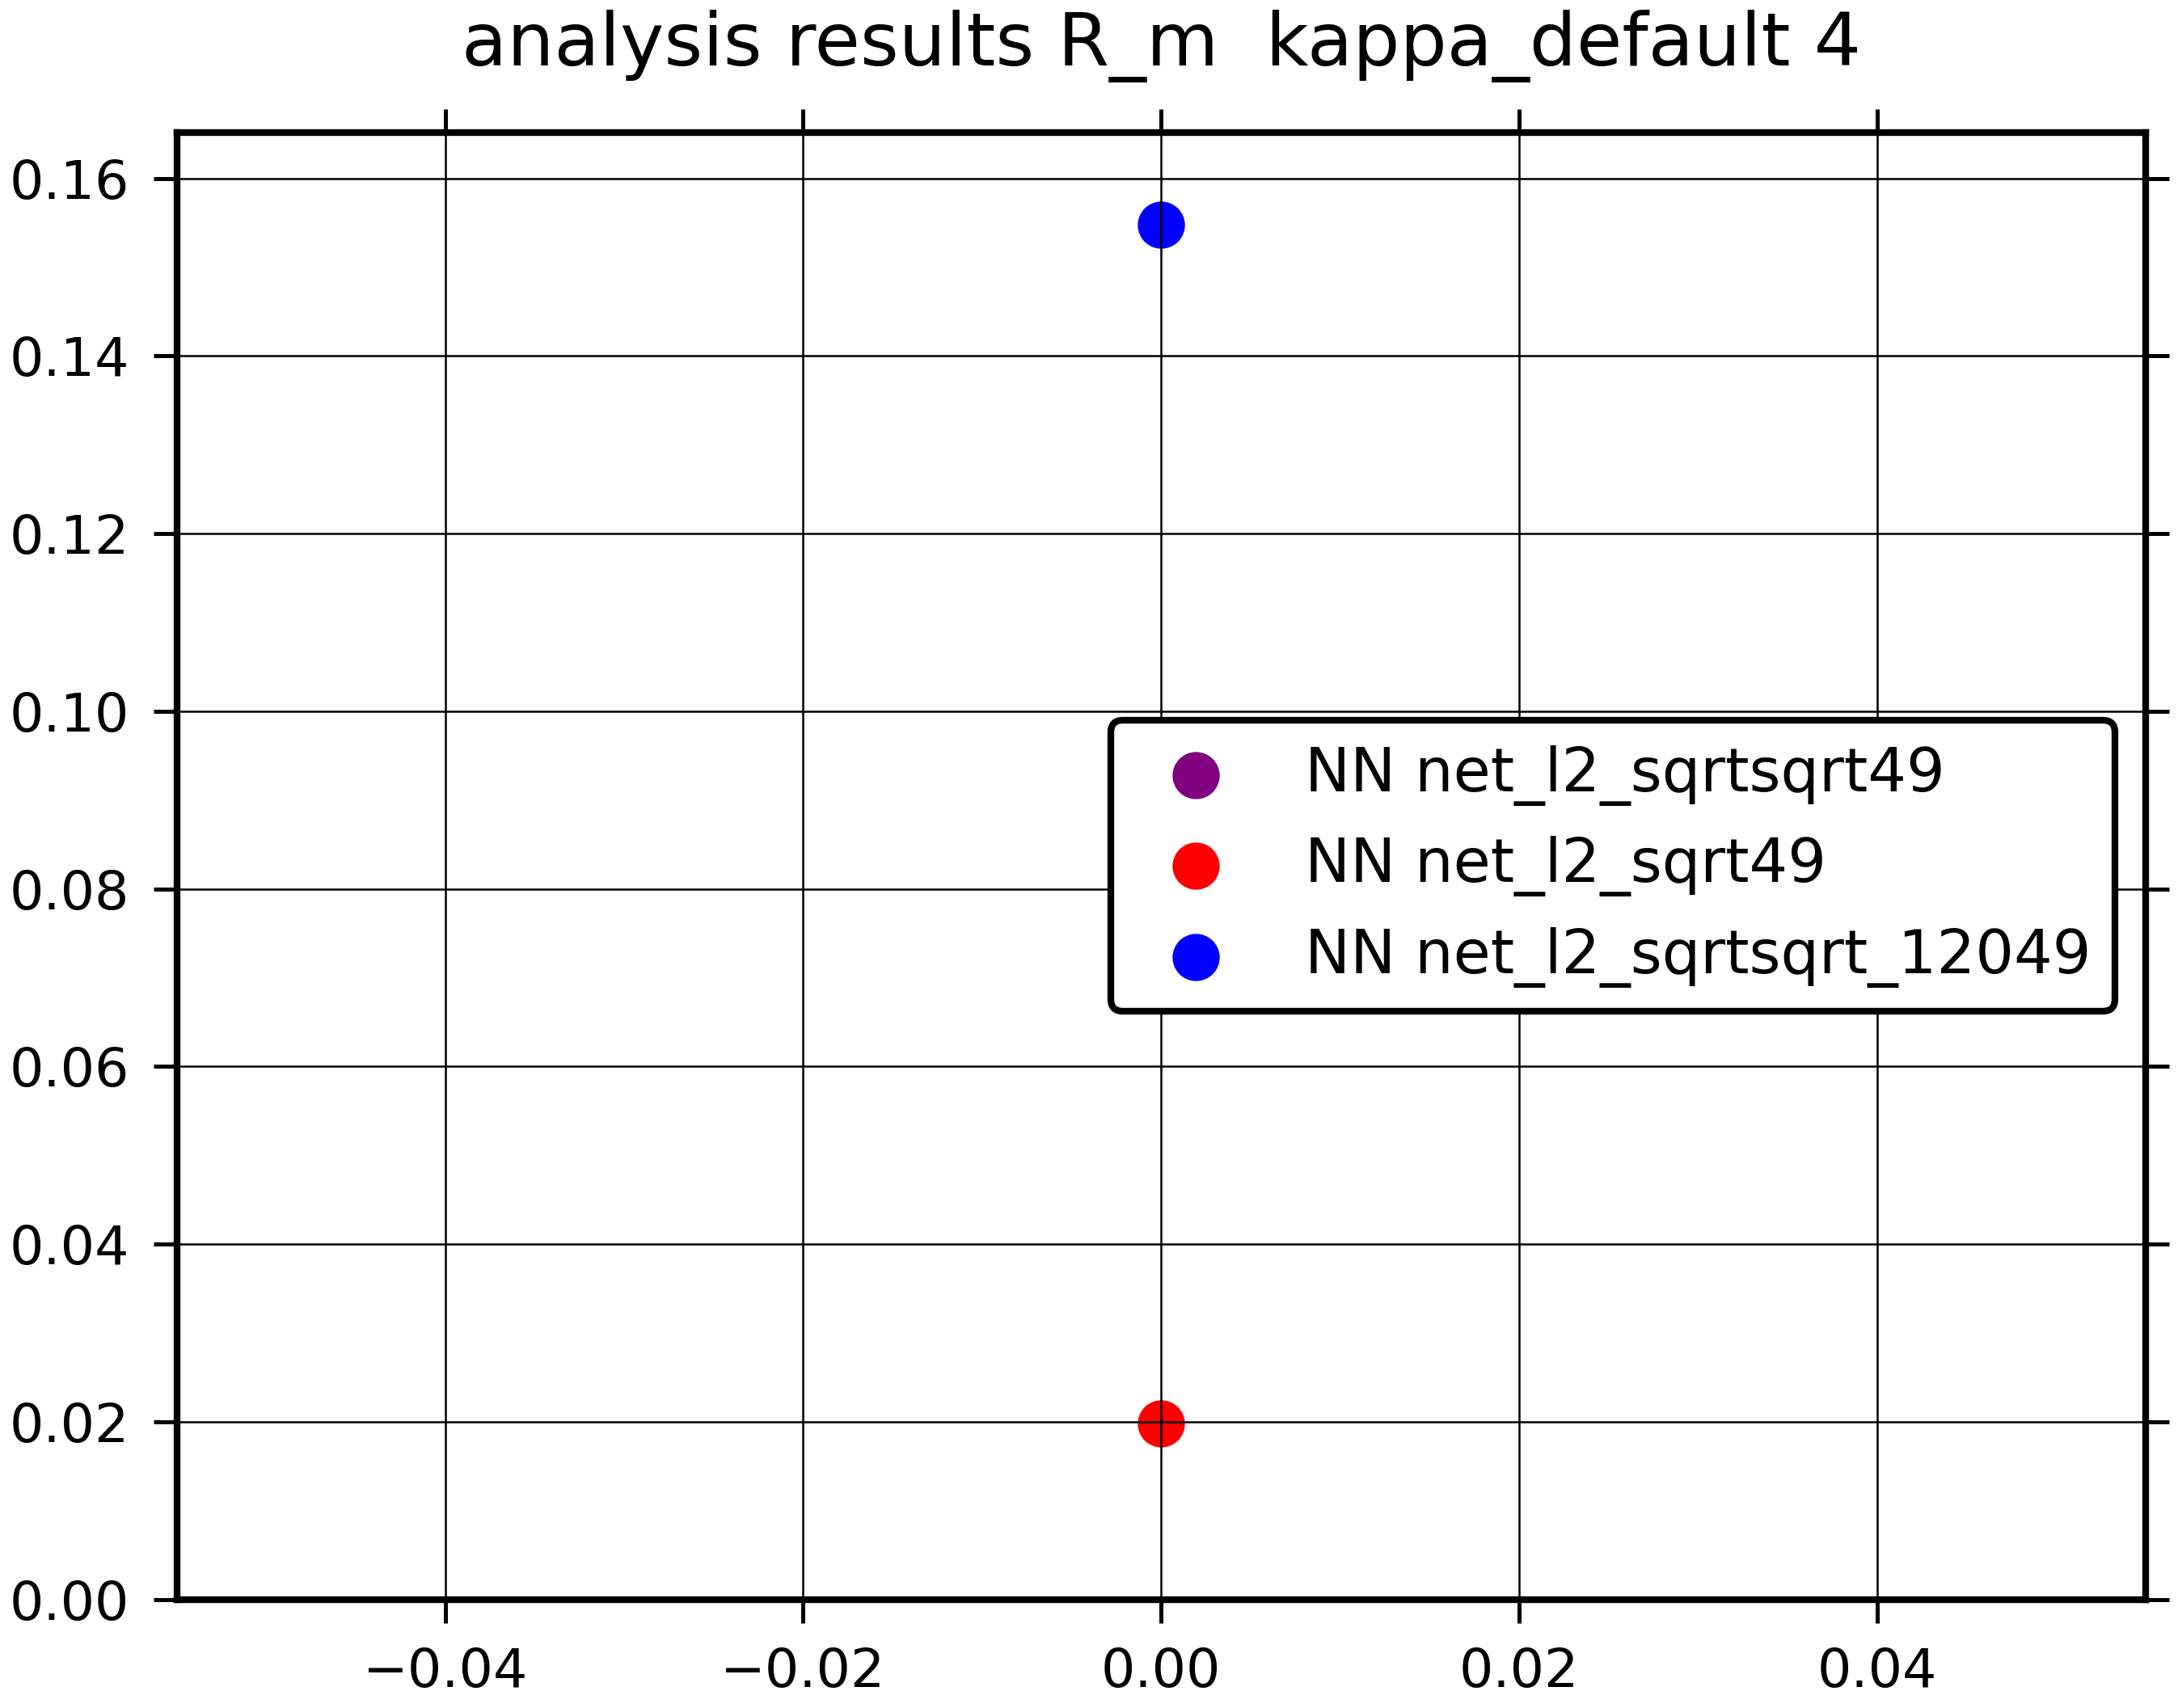 analysis results R_m  kappa_default 4
0.16
0.14
0.12
0.10
0.08
0.06
0.04
0.02
0.00
NN net_l2_sqrtsqrt49
NN net_l2_sqrt49
NN net_l2_sqrtsqrt_12049
−0.04 −0.02 0.00 0.02 0.04